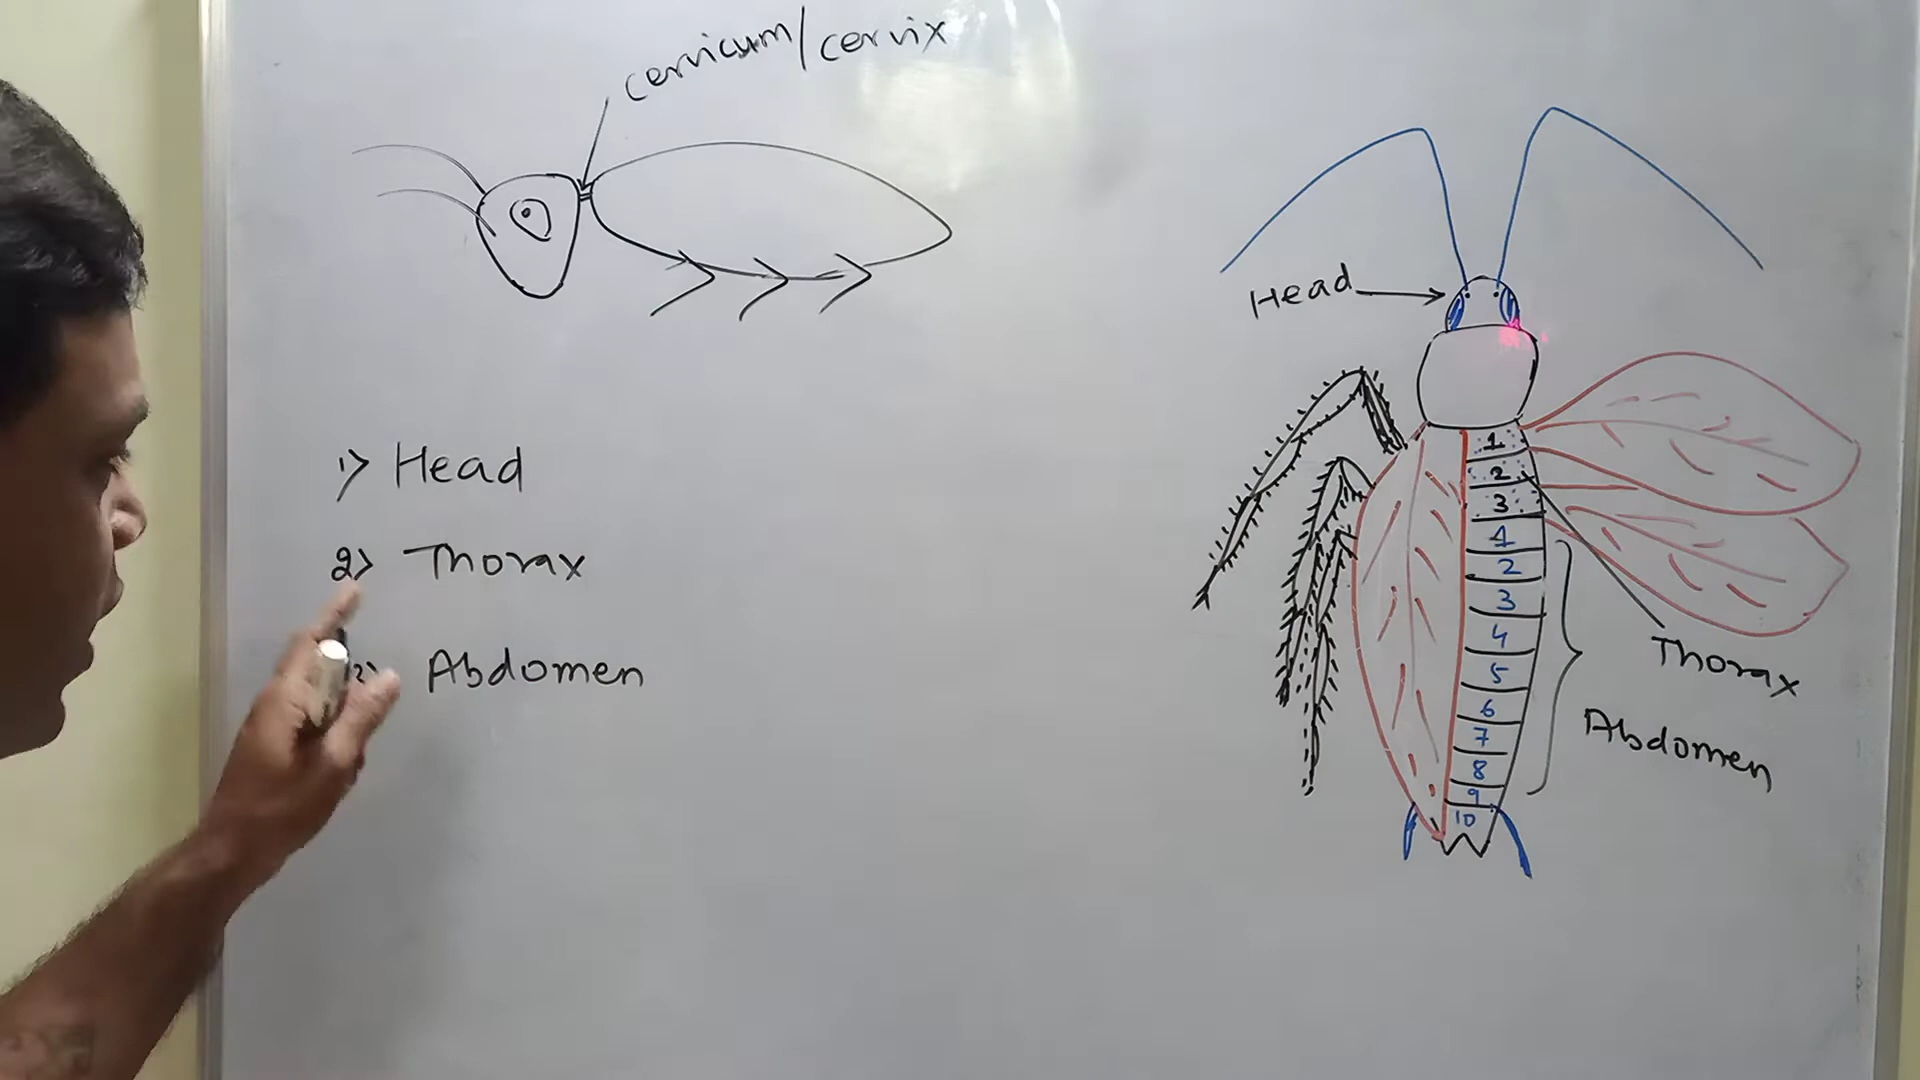 cervicum/cervix
Head
1> Head
2> Thorax
Abdomen
1
2
3
1
2
3
4
5
6
7
8
9
10
Thorax
Abdomen